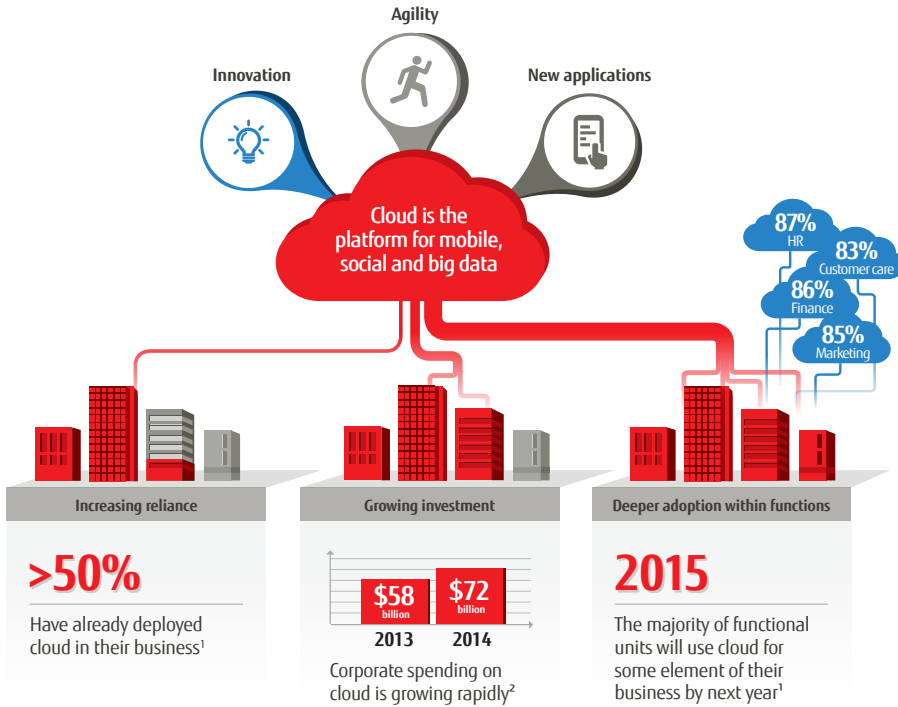 Agility
Innovation
New applications
Cloud is the
platform for mobile,
social and big data
87%
HR
83%
Customer care
86%
Finance
85%
Marketing
Increasing reliance
>50%
Have already deployed
cloud in their business¹
Growing investment
$58
billion
$72
billion
2013
2014
Corporate spending on
cloud is growing rapidly²
Deeper adoption within functions
2015
The majority of functional
units will use cloud for
some element of their
business by next year¹